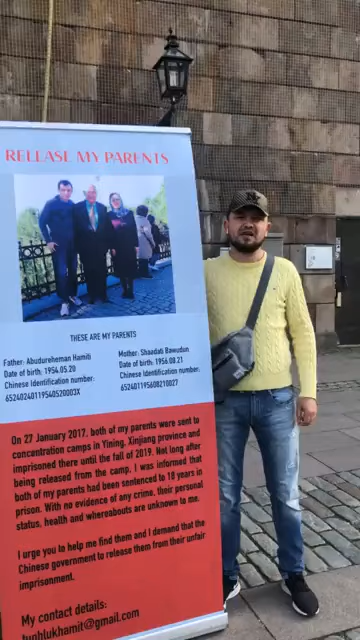 RELEASE MY PARENTS
THESE ARE MY PARENTS
Father: Abudureheman Hamiti
Date of birth: 1956.05.20
Chinese Identification number:
65240240119540520003X
Mother: Shaadati Bawudun
Date of birth: 1956.08.21
Chinese Identification number:
652401195608210027
On 27 January 2017, both of my parents were sent to
concentration camps in Yining, Xinjiang province and
imprisoned there until the fall of 2019. Not long after
being released from the camp, I was informed that
both of my parents had been sentenced to 18 years in
prison. With no evidence of any crime, their personal
status, health and whereabouts are unknown to me.
I urge you to help me find them and I demand that the
Chinese government to release them from their unfair
imprisonment.
My contact details:
@gmail.com